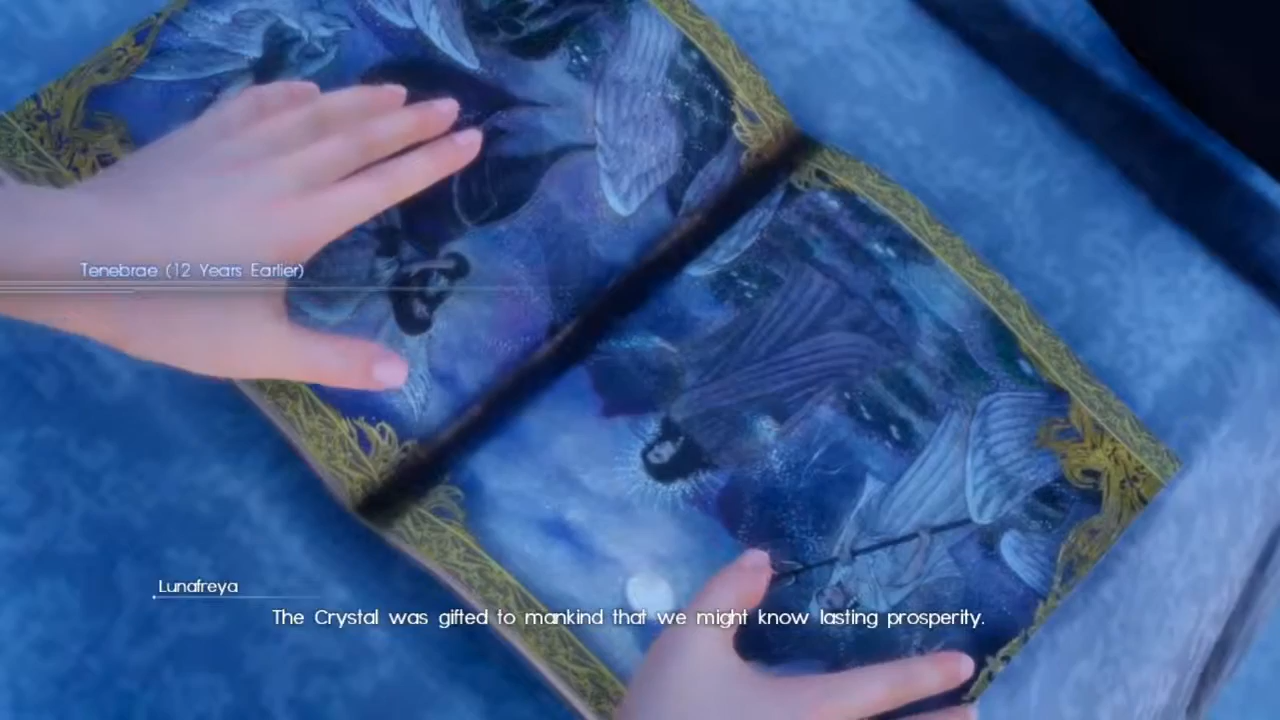 Tenebrae (12 Years Earlier)
Lunafreya
The Crystal was gifted to mankind that we might know lasting prosperity.